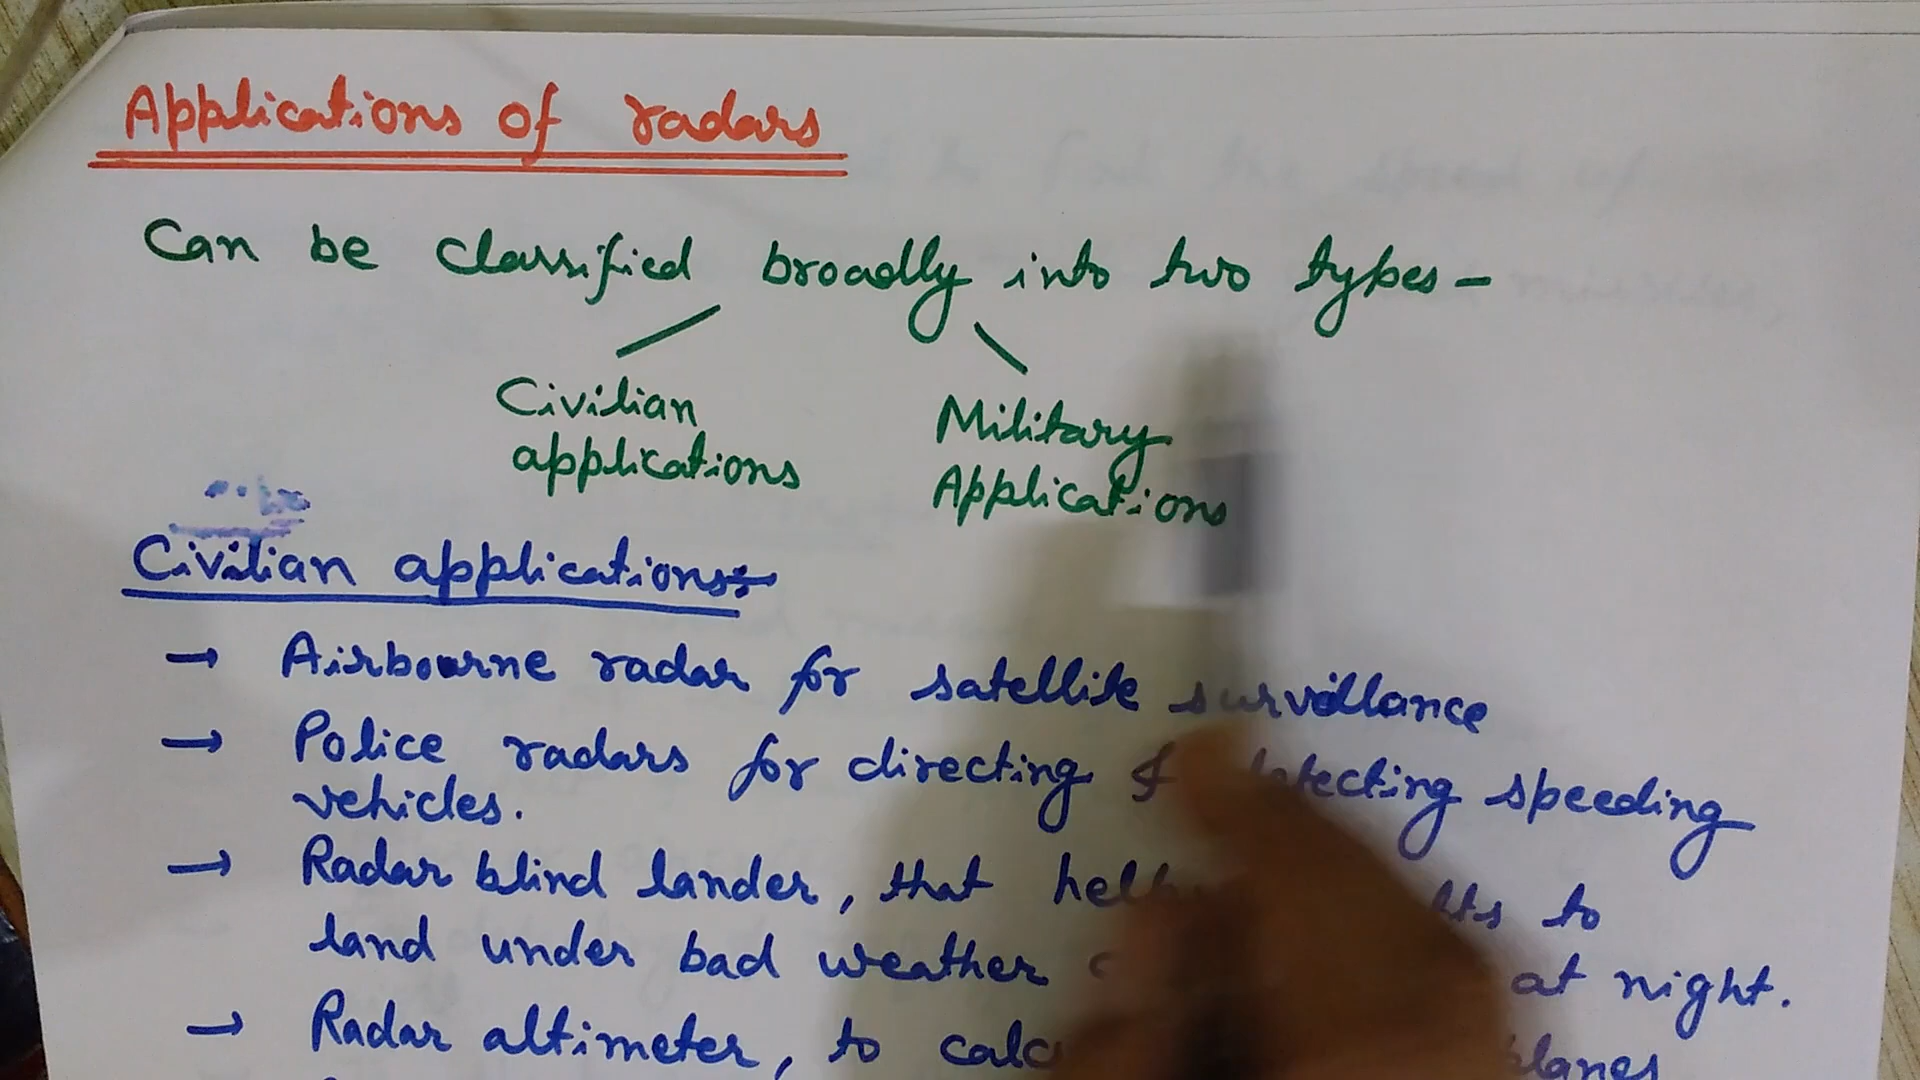 Applications of radars
Can be classified broadly into two types-
Civilian Military
applications Applications
Civilian applications:-
→ Airbourne radar for satellite survillance
→ Police radars for directing & detecting speeding
vehicles.
→ Radar blind lander, that to
land under bad weather at night.
→ Radar altimeter, to planes